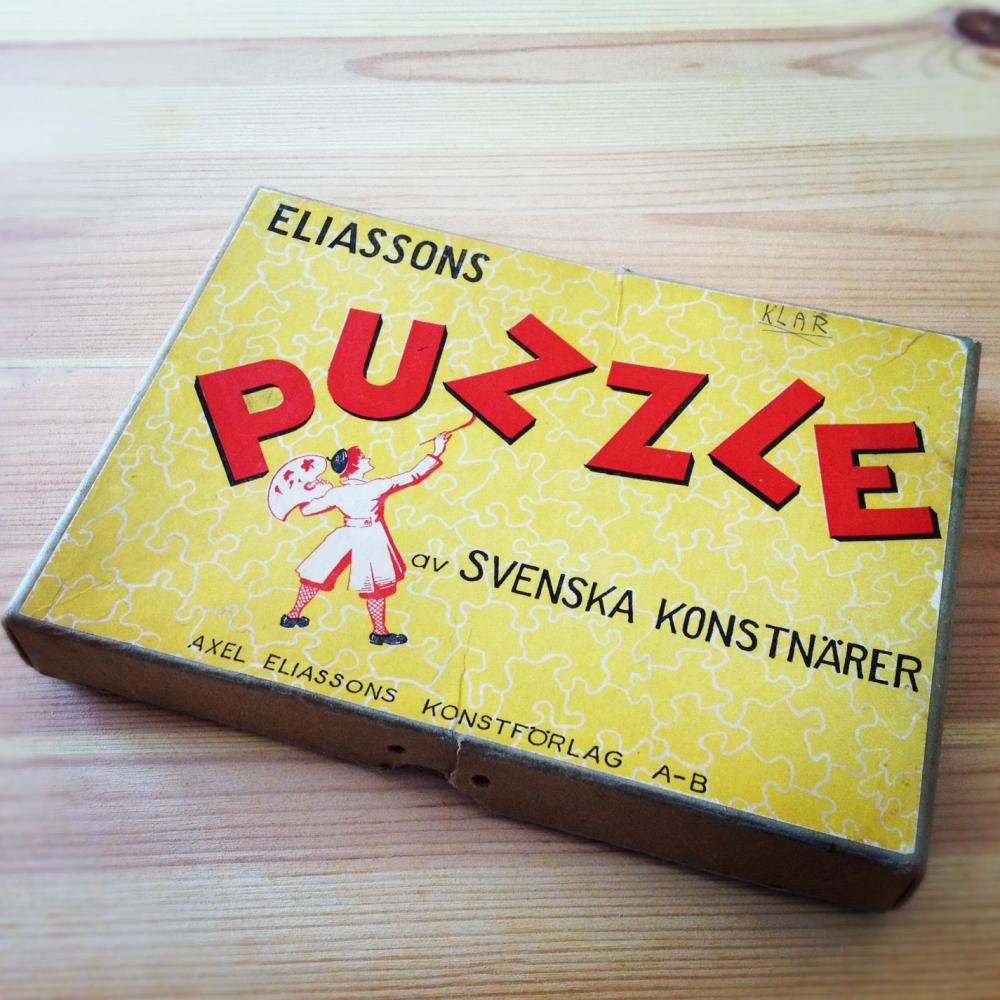 ELIASSONS
KLAR
PUZZLE
av SVENSKA KONSTNÄRER
AXEL ELIASSONS KONSTFÖRLAG A-B